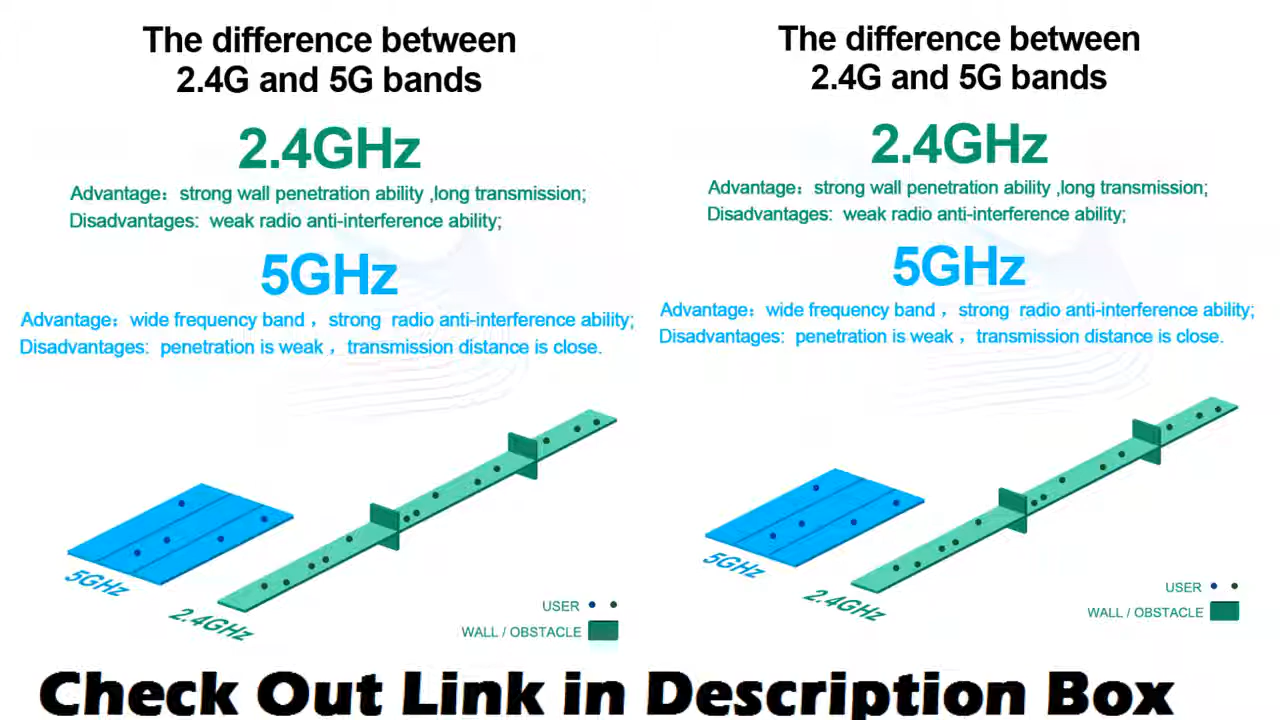 The difference between
2.4G and 5G bands
2.4GHz
Advantage：strong wall penetration ability ,long transmission;
Disadvantages: weak radio anti-interference ability;
5GHz
Advantage：wide frequency band ，strong radio anti-interference ability;
Disadvantages: penetration is weak ，transmission distance is close.
5GHz
2.4GHz
USER
WALL / OBSTACLE
The difference between
2.4G and 5G bands
2.4GHz
Advantage：strong wall penetration ability ,long transmission;
Disadvantages: weak radio anti-interference ability;
5GHz
Advantage：wide frequency band ，strong radio anti-interference ability;
Disadvantages: penetration is weak ，transmission distance is close.
5GHz
2.4GHz
USER
WALL / OBSTACLE
Check Out Link in Description Box